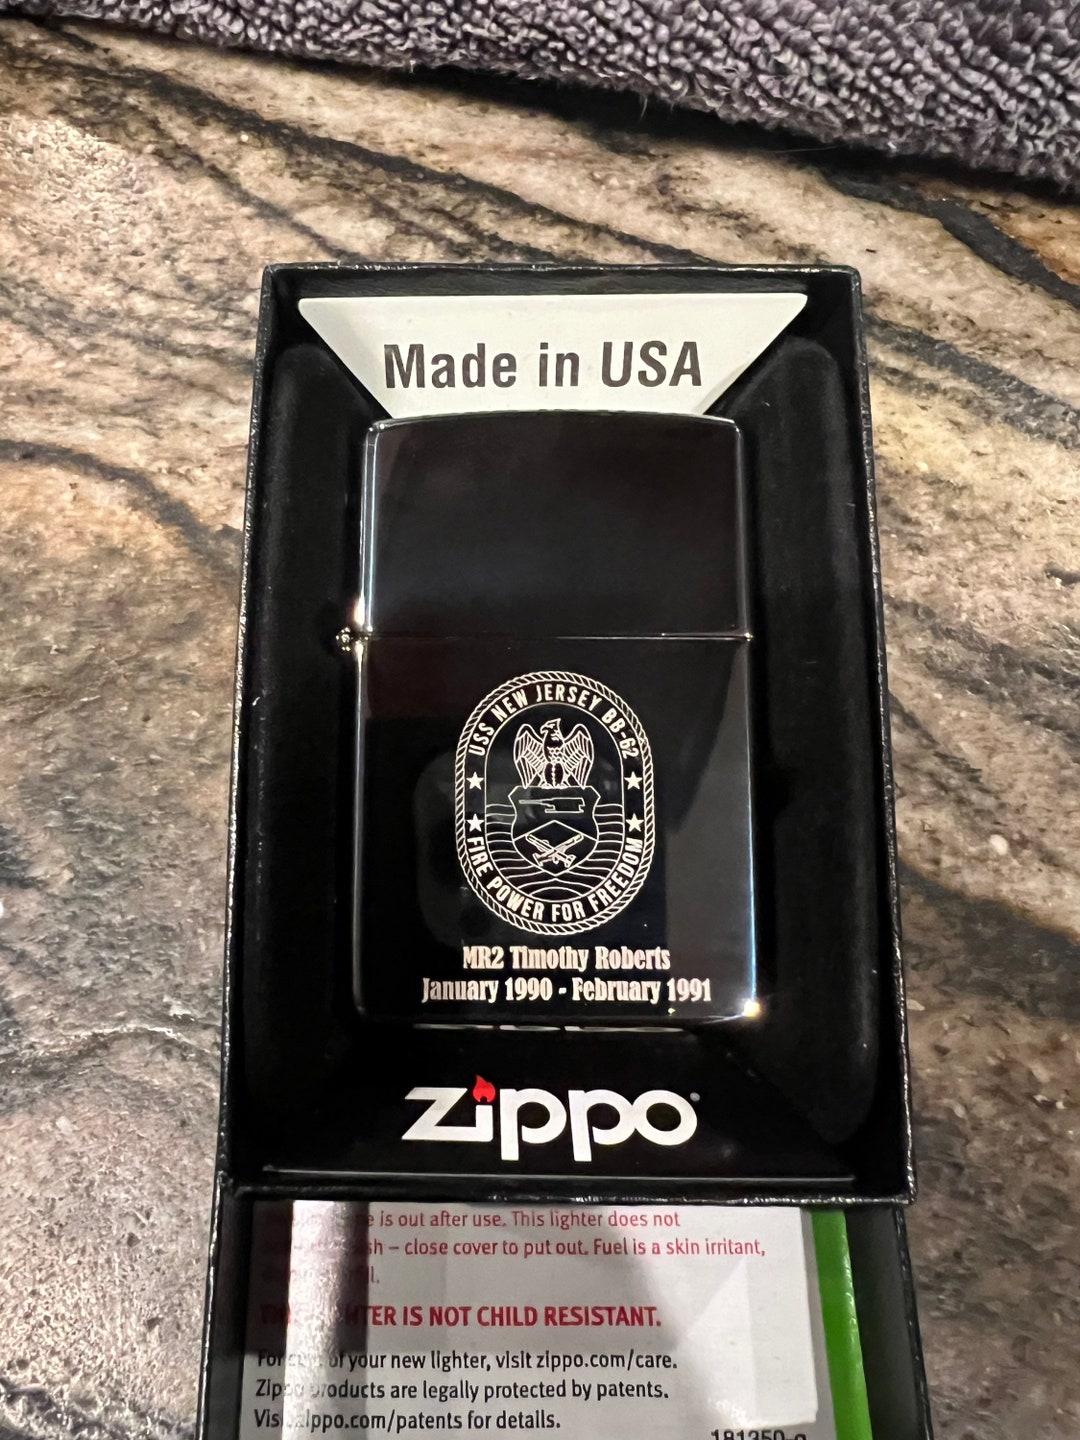 Made in USA
USS NEW JERSEY BB-62
FIRE POWER FOR FREEDOM
MR2 Timothy Roberts
January 1990 - February 1991
zippo
is out after use. This lighter does not
– close cover to put out. Fuel is a skin irritant,
IS NOT CHILD RESISTANT.
of your new lighter, visit zippo.com/care.
products are legally protected by patents.
zippo.com/patents for details.